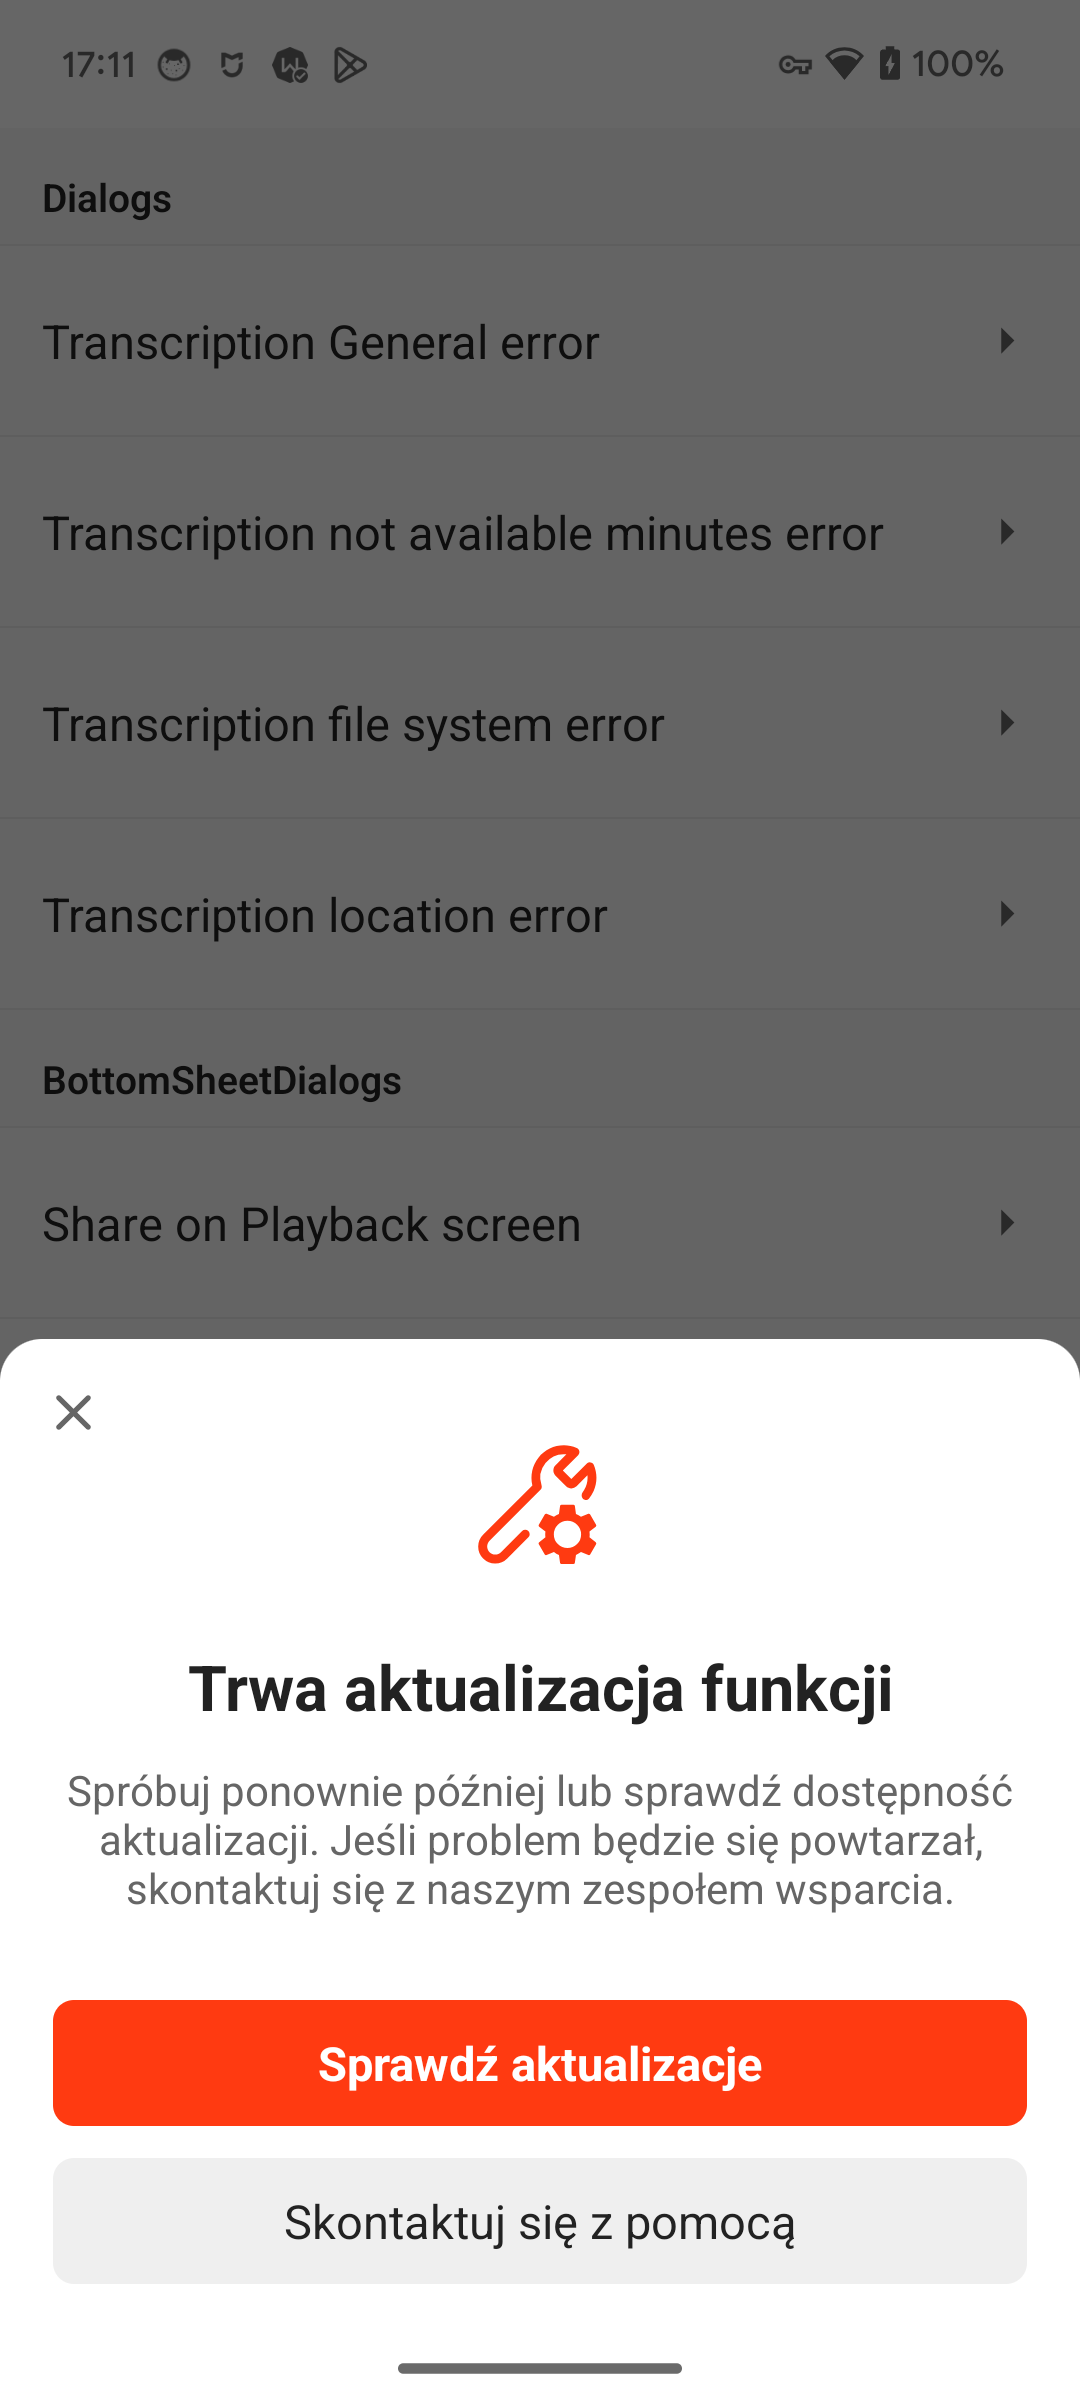 17:11
100%
Dialogs
Transcription General error
Transcription not available minutes error
Transcription file system error
Transcription location error
BottomSheetDialogs
Share on Playback screen
Trwa aktualizacja funkcji
Spróbuj ponownie później lub sprawdź dostępność
aktualizacji. Jeśli problem będzie się powtarzał,
skontaktuj się z naszym zespołem wsparcia.
Sprawdź aktualizacje
Skontaktuj się z pomocą